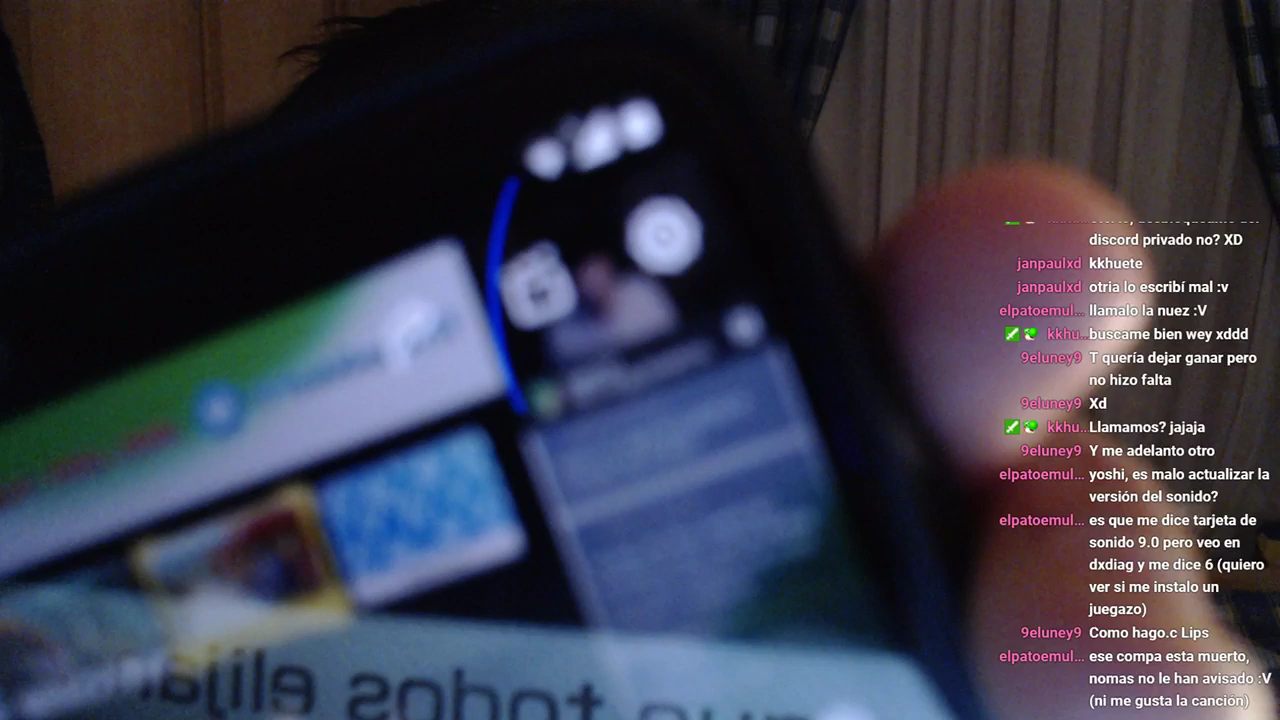 discord privado no? XD
janpaulxd kkhuete
janpaulxd otria lo escribí mal :v
elpatoemul... llamalo la nuez :V
kkhu.. buscame bien wey xddd
9eluney9 T quería dejar ganar pero
no hizo falta
9eluney9 Xd
kkhu.. Llamamos? jajaja
9eluney9 Y me adelanto otro
elpatoemul... yoshi, es malo actualizar la
versión del sonido?
elpatoemul... es que me dice tarjeta de
sonido 9.0 pero veo en
dxdiag y me dice 6 (quiero
ver si me instalo un
juegazo)
9eluney9 Como hago.c Lips
elpatoemul... ese compa esta muerto,
nomas no le han avisado :V
(ni me gusta la canción)
que todos elijan